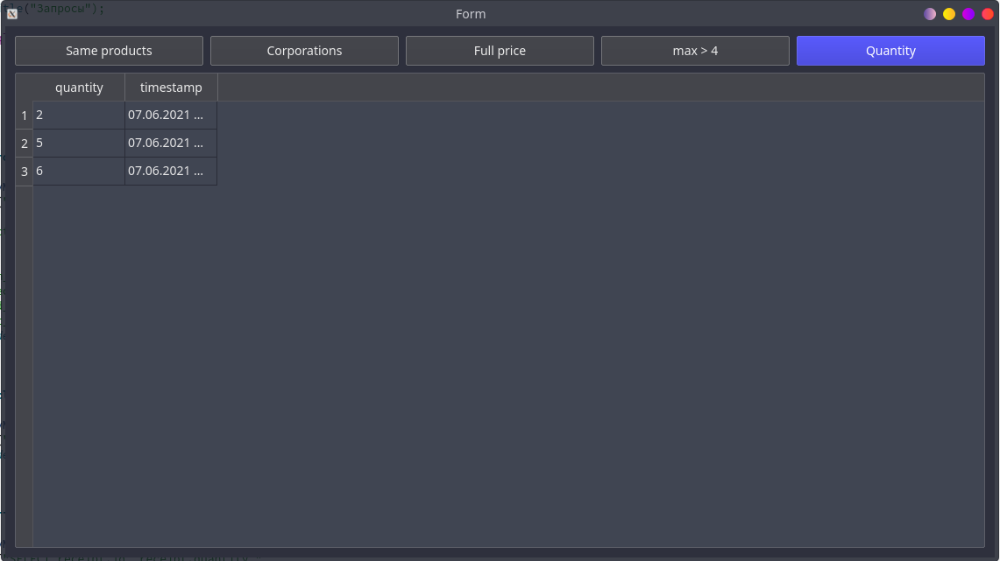 tle("Запросы");
Form
Same products Corporations Full price max > 4 Quantity
quantity timestamp
1 2 07.06.2021 ...
2 5 07.06.2021 ...
3 6 07.06.2021 ...